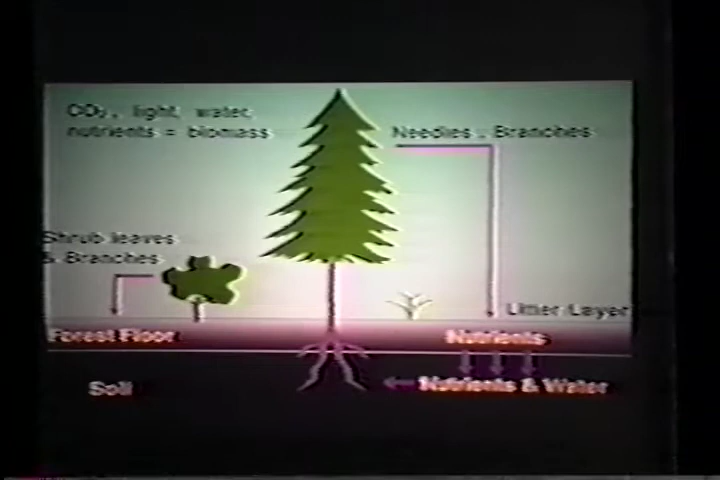 CO₂, light, water,
nutrients = biomass
Needles, Branches
Shrub leaves
& Branches
Litter Layer
Forest Floor
Nutrients
Soil
Nutrients & Water